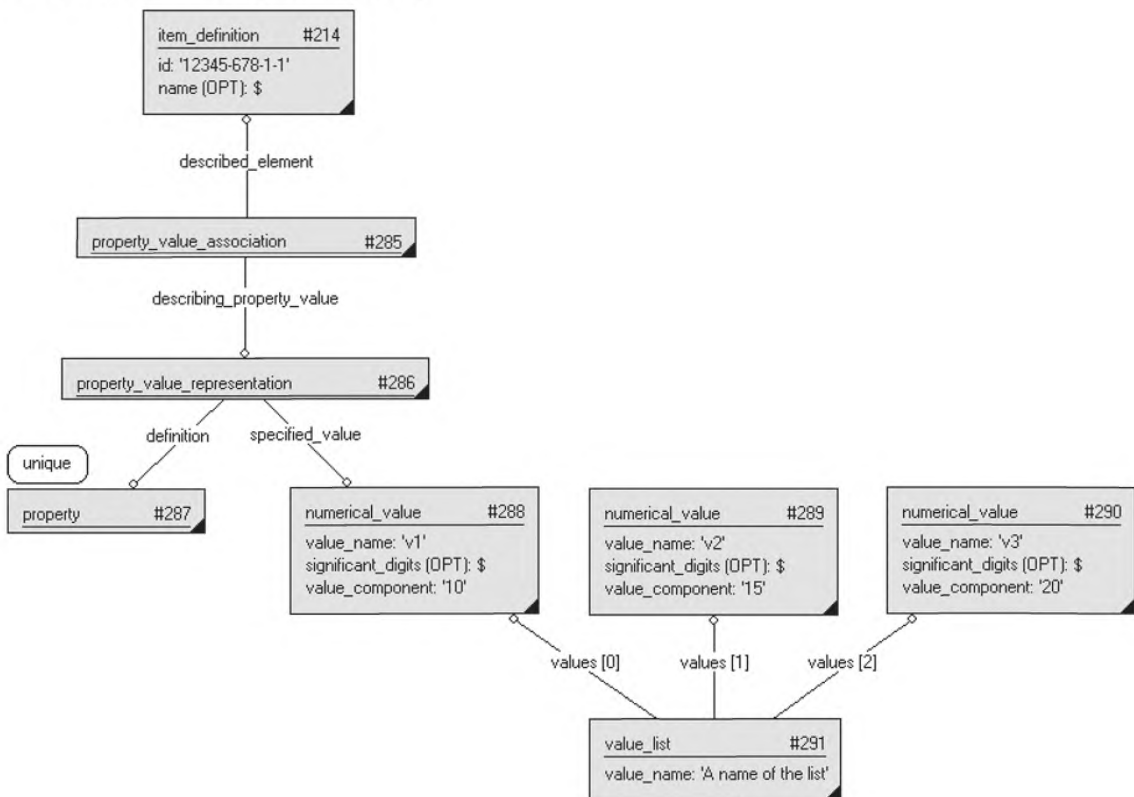 item_definition #214
id: '12345-678-1-1'
name (OPT): $
described_element
property_value_association #285
describing_property_value
property_value_representation #286
definition
specified_value
unique
property #287
numerical_value #288
value_name: 'v1'
significant_digits (OPT): $
value_component: '10'
numerical_value #289
value_name: 'v2'
significant_digits (OPT): $
value_component: '15'
numerical_value #290
value_name: 'v3'
significant_digits (OPT): $
value_component: '20'
values [0]
values [1]
values [2]
value_list #291
value_name: 'A name of the list'